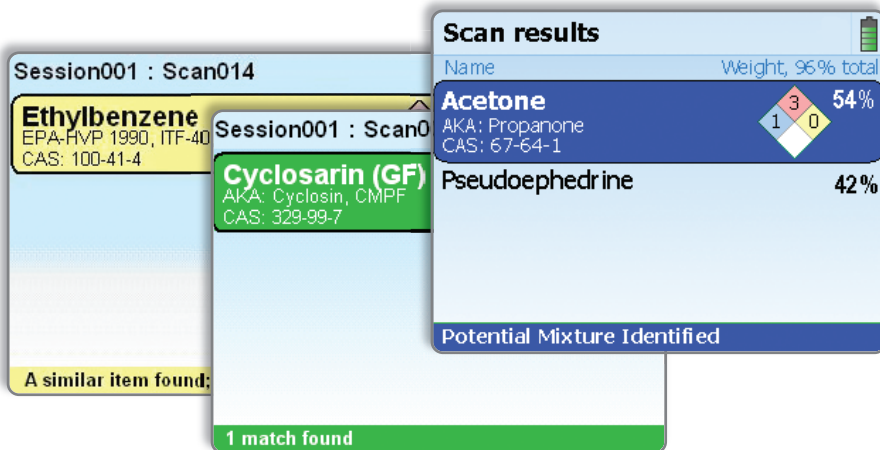 Session001 : Scan014
Ethylbenzene
EPA-HVP 1990, ITF-40
CAS: 100-41-4
A similar item found:
Session001 : Scan0
Cyclosarin (GF)
AKA: Cyclosin, CMPF
CAS: 329-99-7
1 match found
Scan results
Name Weight, 96% total
Acetone 54%
AKA: Propanone
CAS: 67-64-1
3
1 0
Pseudoephedrine 42%
Potential Mixture Identified